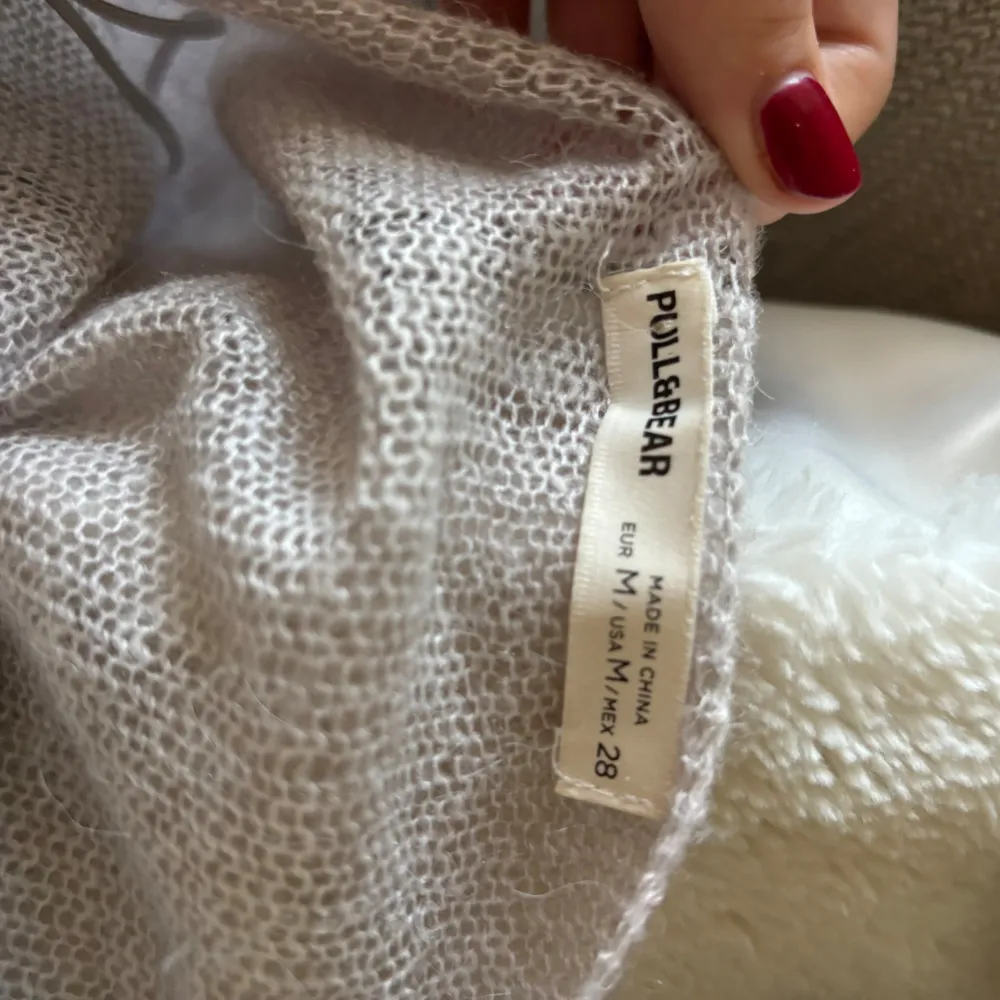 PULL&BEAR
MADE IN CHINA
EUR M / USA M / MEX 28